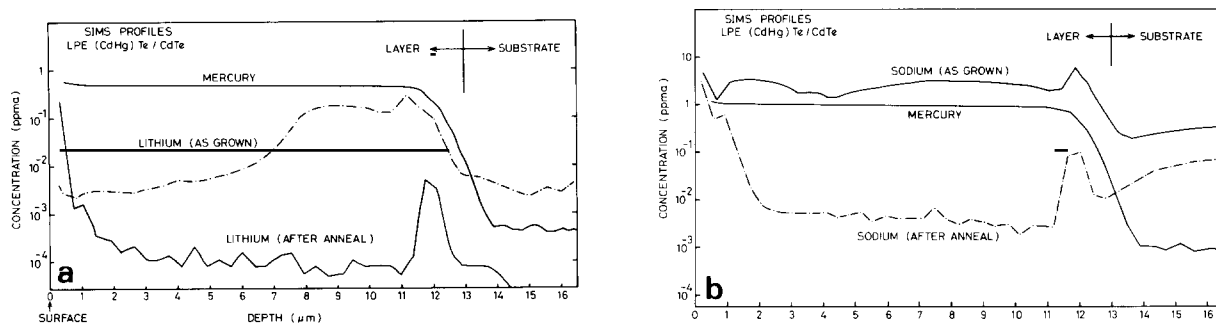 SIMS PROFILES
LPE (CdHg) Te / CdTe
LAYER
SUBSTRATE
MERCURY
LITHIUM (AS GROWN)
LITHIUM (AFTER ANNEAL)
CONCENTRATION (ppma)
1
10⁻¹
10⁻²
10⁻³
10⁻⁴
a
0 1 2 3 4 5 6 7 8 9 10 11 12 13 14 15 16
SURFACE
DEPTH (μm)
SIMS PROFILES
LPE (CdHg) Te / CdTe
LAYER
SUBSTRATE
SODIUM (AS GROWN)
MERCURY
SODIUM (AFTER ANNEAL)
CONCENTRATION (ppma)
10
1
10⁻¹
10⁻²
10⁻³
10⁻⁴
b
0 1 2 3 4 5 6 7 8 9 10 11 12 13 14 15 16